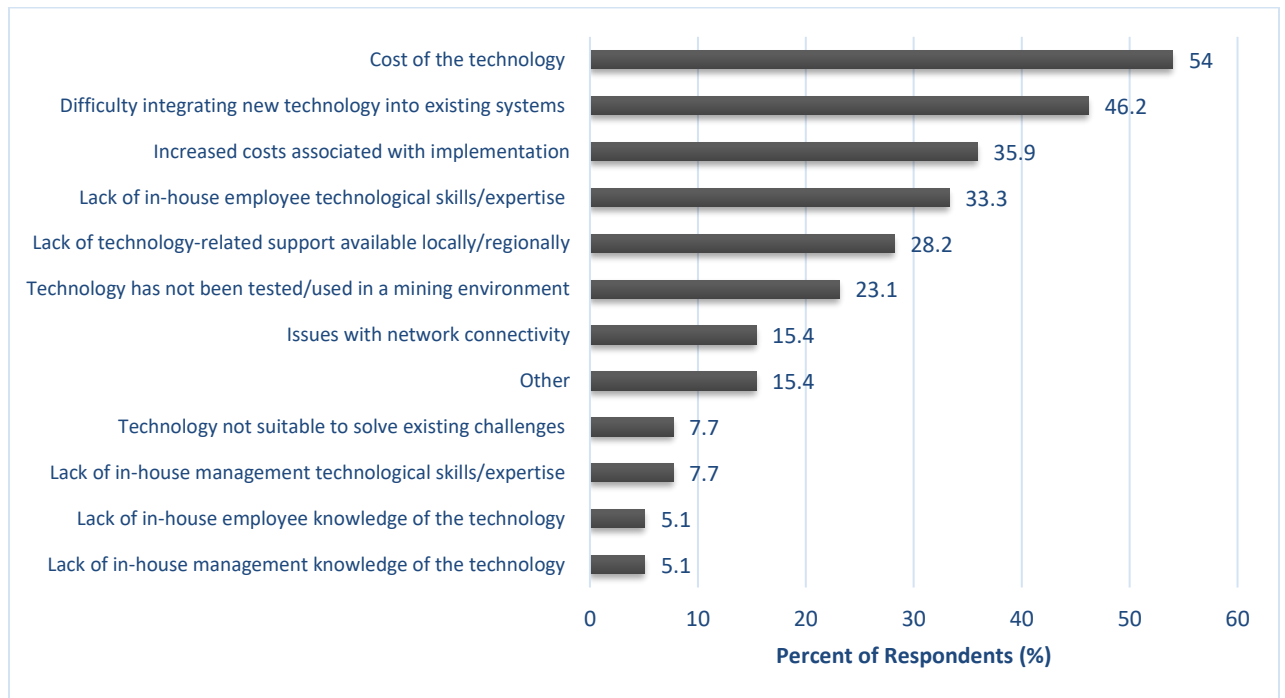 Cost of the technology 54
Difficulty integrating new technology into existing systems 46.2
Increased costs associated with implementation 35.9
Lack of in-house employee technological skills/expertise 33.3
Lack of technology-related support available locally/regionally 28.2
Technology has not been tested/used in a mining environment 23.1
Issues with network connectivity 15.4
Other 15.4
Technology not suitable to solve existing challenges 7.7
Lack of in-house management technological skills/expertise 7.7
Lack of in-house employee knowledge of the technology 5.1
Lack of in-house management knowledge of the technology 5.1
0 10 20 30 40 50 60
Percent of Respondents (%)